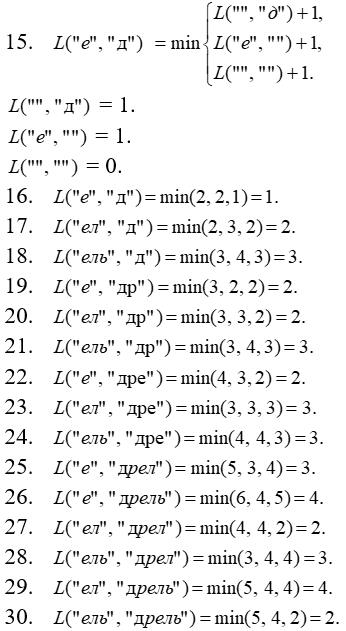 L("", "д") + 1,
15. L("е", "д") = min { L("е", "") + 1,
L("", "") + 1.
L("", "д") = 1.
L("е", "") = 1.
L("", "") = 0.
16. L("е", "д") = min(2, 2,1) = 1.
17. L("ел", "д") = min(2, 3, 2) = 2.
18. L("ель", "д") = min(3, 4, 3) = 3.
19. L("е", "др") = min(3, 2, 2) = 2.
20. L("ел", "др") = min(3, 3, 2) = 2.
21. L("ель", "др") = min(3, 4, 3) = 3.
22. L("е", "дре") = min(4, 3, 2) = 2.
23. L("ел", "дре") = min(3, 3, 3) = 3.
24. L("ель", "дре") = min(4, 4, 3) = 3.
25. L("е", "дрел") = min(5, 3, 4) = 3.
26. L("е", "дрель") = min(6, 4, 5) = 4.
27. L("ел", "дрел") = min(4, 4, 2) = 2.
28. L("ель", "дрел") = min(3, 4, 4) = 3.
29. L("ел", "дрель") = min(5, 4, 4) = 4.
30. L("ель", "дрель") = min(5, 4, 2) = 2.